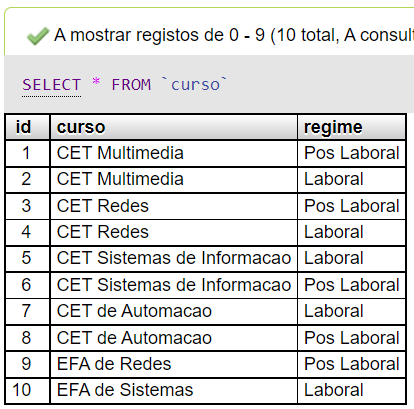 A mostrar registos de 0 - 9 (10 total, A consult
SELECT * FROM `curso`
id curso regime
1 CET Multimedia Pos Laboral
2 CET Multimedia Laboral
3 CET Redes Pos Laboral
4 CET Redes Laboral
5 CET Sistemas de Informacao Laboral
6 CET Sistemas de Informacao Pos Laboral
7 CET de Automacao Laboral
8 CET de Automacao Pos Laboral
9 EFA de Redes Pos Laboral
10 EFA de Sistemas Laboral